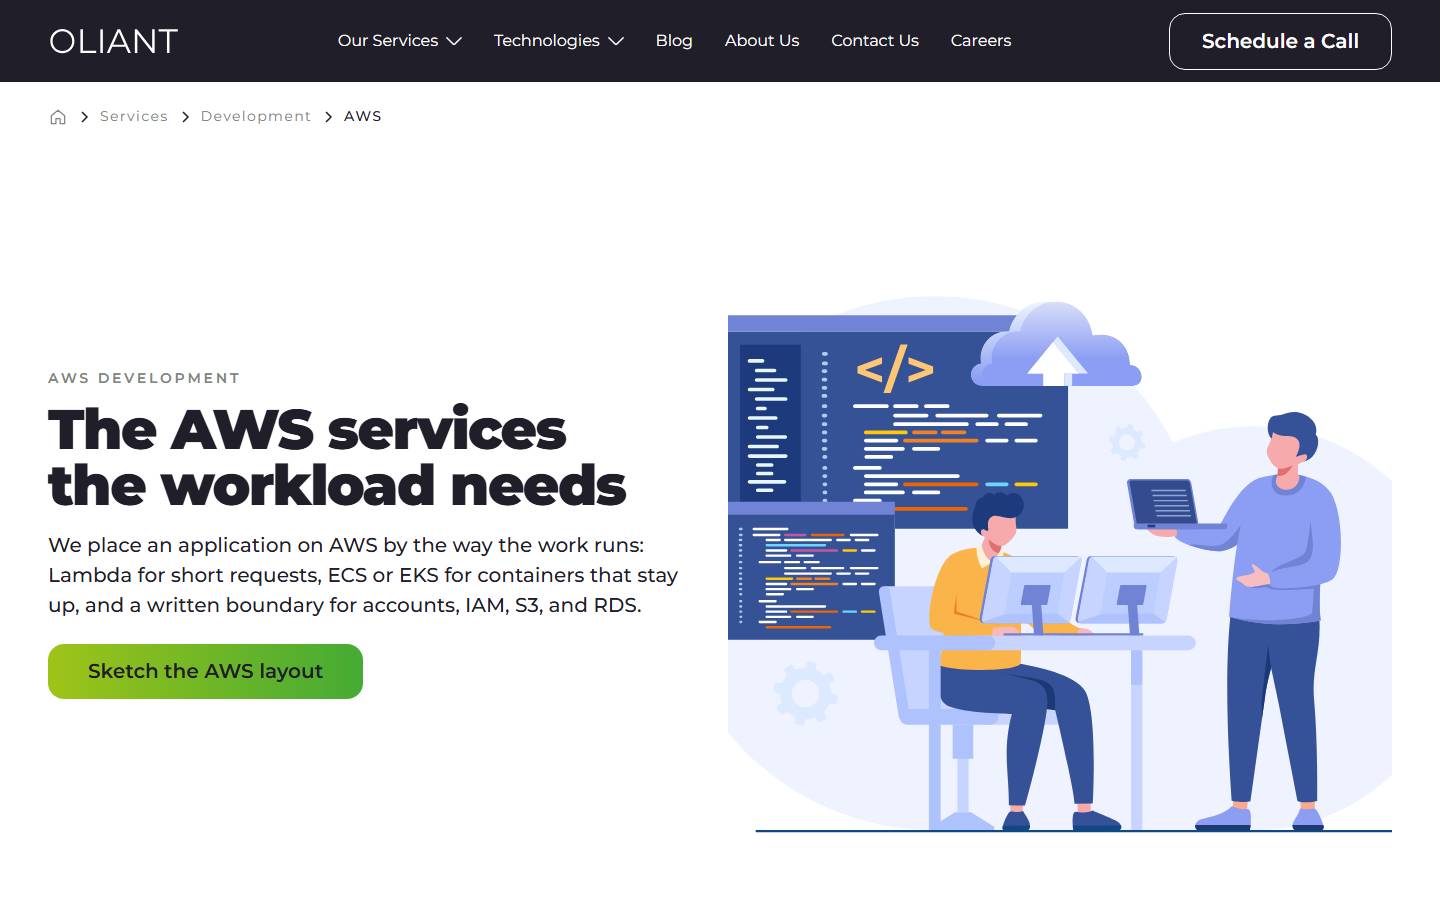 OLIANT
Our Services
Technologies
Blog
About Us
Contact Us
Careers
Schedule a Call
Services
Development
AWS
AWS DEVELOPMENT
The AWS services
the workload needs
We place an application on AWS by the way the work runs:
Lambda for short requests, ECS or EKS for containers that stay
up, and a written boundary for accounts, IAM, S3, and RDS.
Sketch the AWS layout
</>